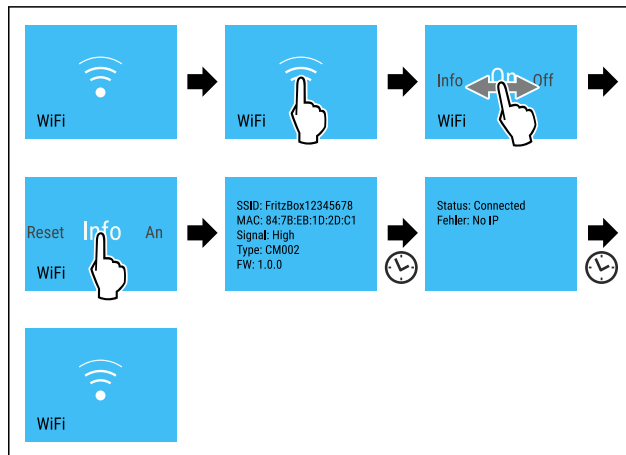 WiFi
WiFi
Info On Off
WiFi
Reset Info An
WiFi
SSID: FritzBox12345678
MAC: 84:7B:EB:1D:2D:C1
Signal: High
Type: CM002
FW: 1.0.0
Status: Connected
Fehler: No IP
WiFi